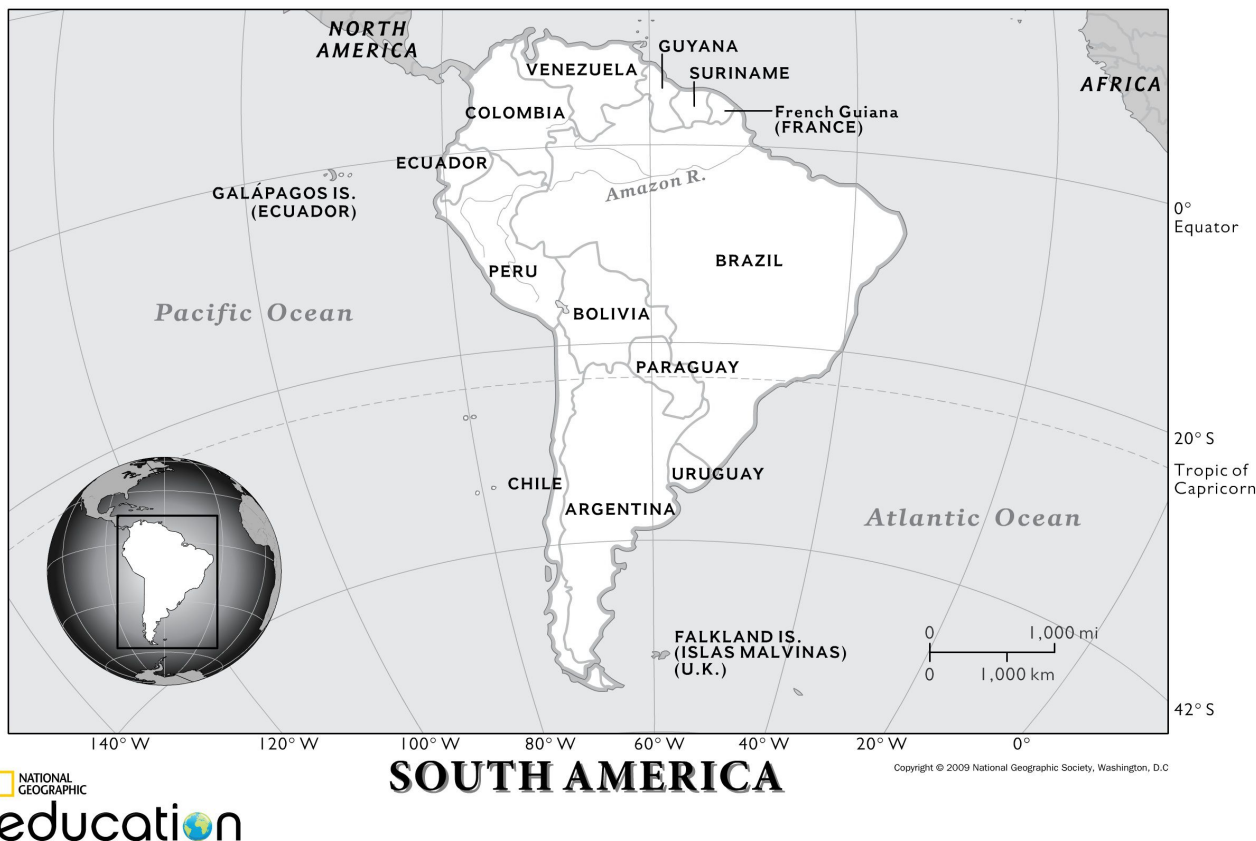 NORTH
AMERICA
GUYANA
VENEZUELA
SURINAME
AFRICA
COLOMBIA
French Guiana
(FRANCE)
ECUADOR
Amazon R.
GALÁPAGOS IS.
(ECUADOR)
0°
Equator
BRAZIL
PERU
Pacific Ocean
BOLIVIA
PARAGUAY
20° S
Tropic of
Capricorn
URUGUAY
CHILE
ARGENTINA
Atlantic Ocean
FALKLAND IS.
(ISLAS MALVINAS)
(U.K.)
0 1,000 mi
0 1,000 km
42° S
140° W 120° W 100° W 80° W 60° W 40° W 20° W 0°
SOUTH AMERICA
Copyright © 2009 National Geographic Society, Washington, D.C
NATIONAL
GEOGRAPHIC
education